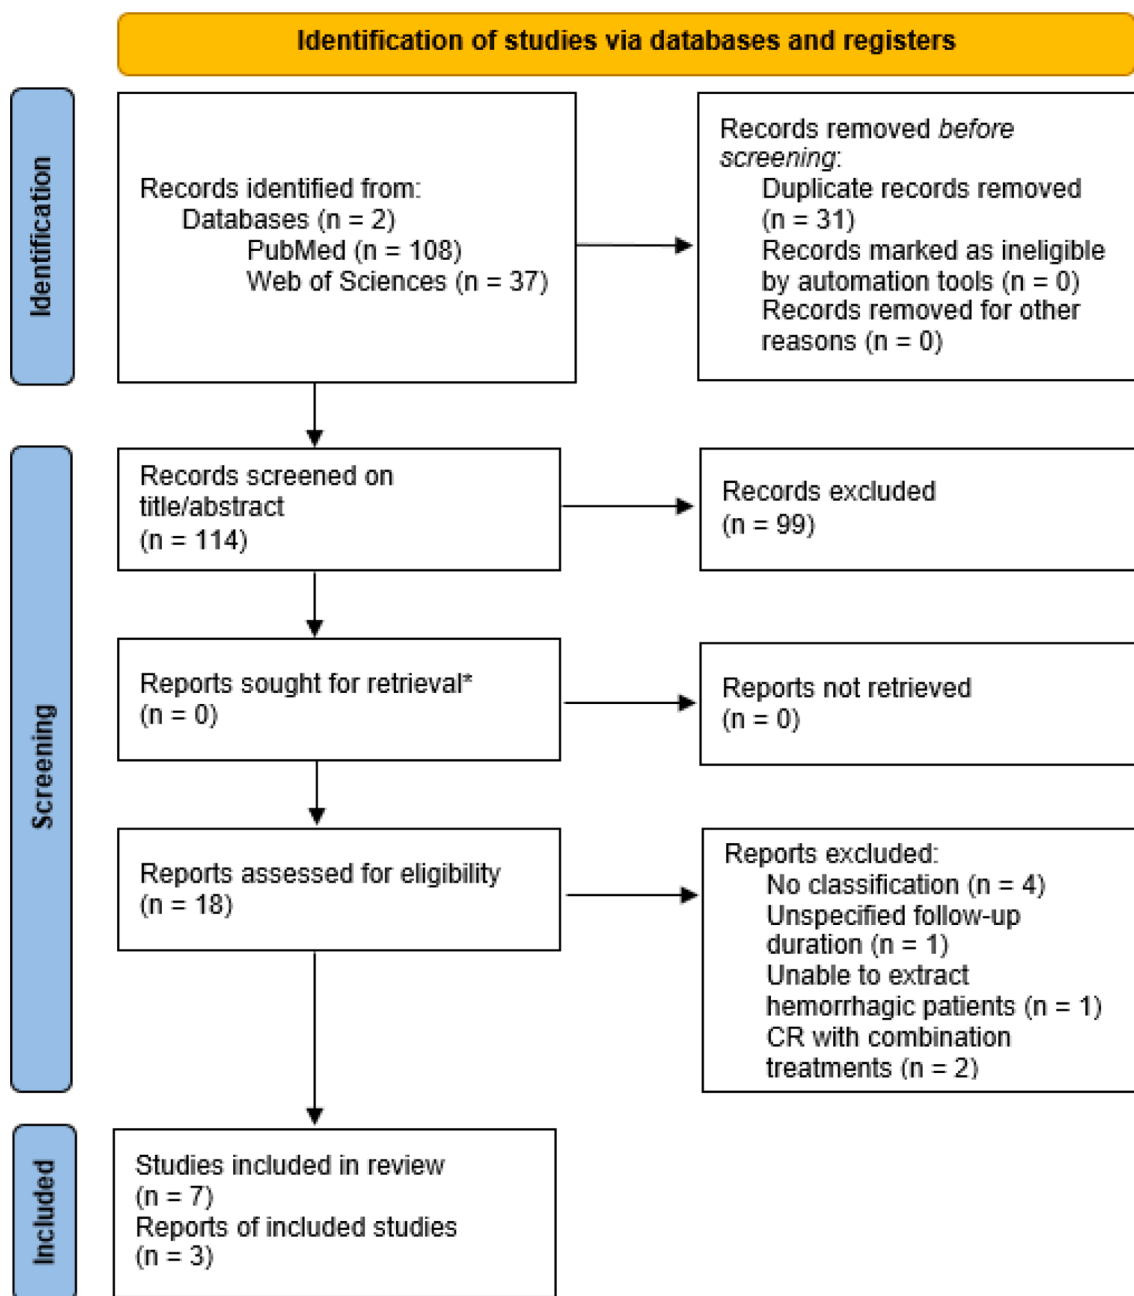 Identification of studies via databases and registers
Identification
Records identified from:
Databases (n = 2)
PubMed (n = 108)
Web of Sciences (n = 37)
Records removed before
screening:
Duplicate records removed
(n = 31)
Records marked as ineligible
by automation tools (n = 0)
Records removed for other
reasons (n = 0)
Screening
Records screened on
title/abstract
(n = 114)
Records excluded
(n = 99)
Reports sought for retrieval*
(n = 0)
Reports not retrieved
(n = 0)
Reports assessed for eligibility
(n = 18)
Reports excluded:
No classification (n = 4)
Unspecified follow-up
duration (n = 1)
Unable to extract
hemorrhagic patients (n = 1)
CR with combination
treatments (n = 2)
Included
Studies included in review
(n = 7)
Reports of included studies
(n = 3)